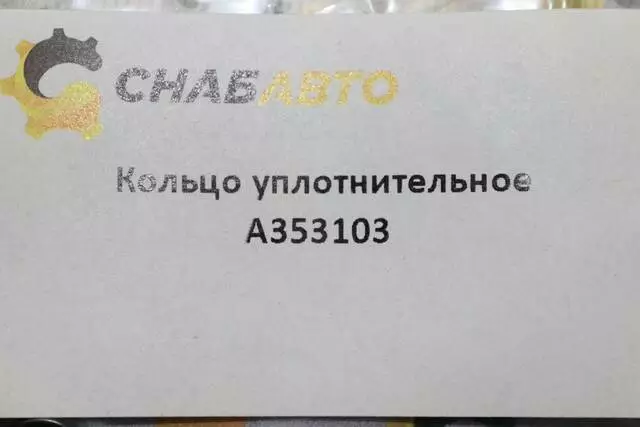 СНАБАВТО
Кольцо уплотнительное
А353103